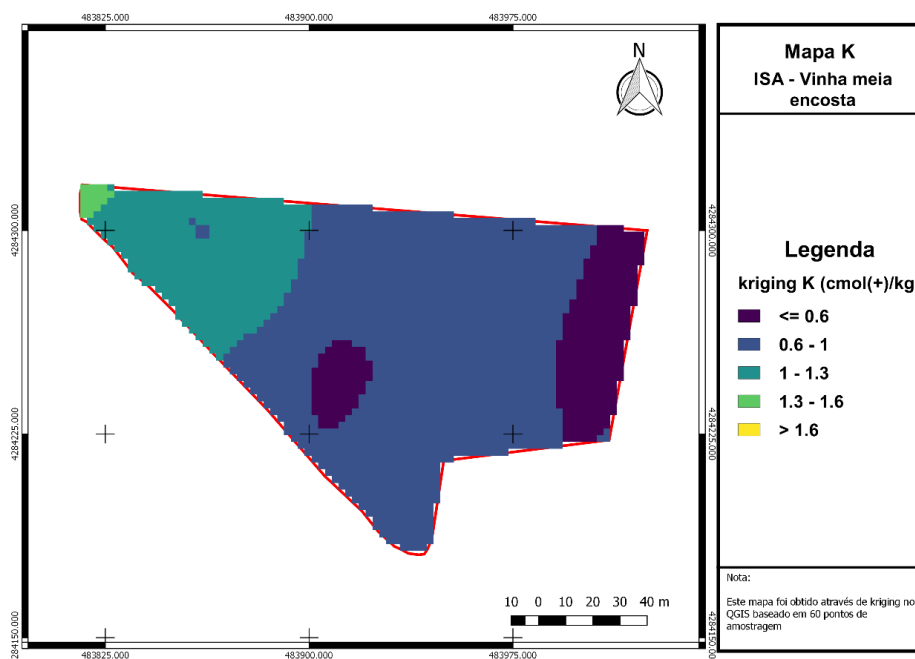 483825.000
483900.000
483975.000
N
Mapa K
ISA - Vinha meia
encosta
4284300.000
4284300.000
Legenda
kriging K (cmol(+)/kg
<= 0.6
0.6 - 1
1 - 1.3
1.3 - 1.6
> 1.6
4284225.000
4284225.000
Nota:
Este mapa foi obtido através de kriging no
QGIS baseado em 60 pontos de
amostragem
10 0 10 20 30 40 m
4284150.000
4284150.00
483825.000
483900.000
483975.000